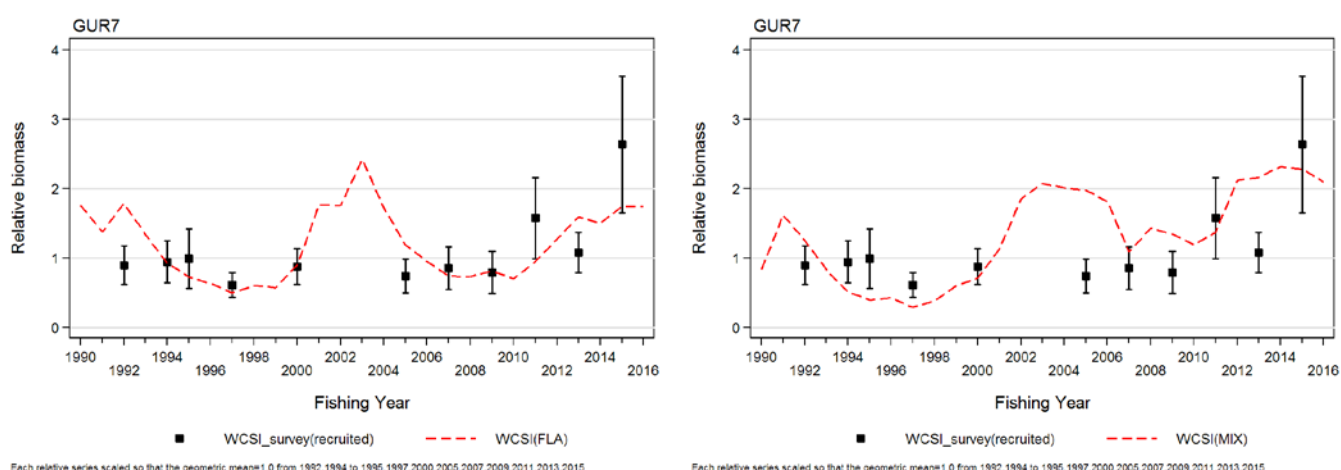 GUR7
4
3
2
1
0
Relative biomass
1990 1994 1996 2000 2004 2006 2010 2014 2016
1992 1996 1998 2002 2006 2008 2012
Fishing Year
WCSI_survey(recruited) WCSI(FLA)
Each relative series scaled so that the geometric mean=1.0 from 1992,1994 to 1995,1997,2000,2005,2007,2009,2011,2013,2015
GUR7
4
3
2
1
0
Relative biomass
1990 1994 1998 2002 2006 2010 2014
1992 1996 2000 2004 2008 2012 2016
Fishing Year
WCSI_survey(recruited) WCSI(MIX)
Each relative series scaled so that the geometric mean=1.0 from 1992,1994 to 1995,1997,2000,2005,2007,2009,2011,2013,2015